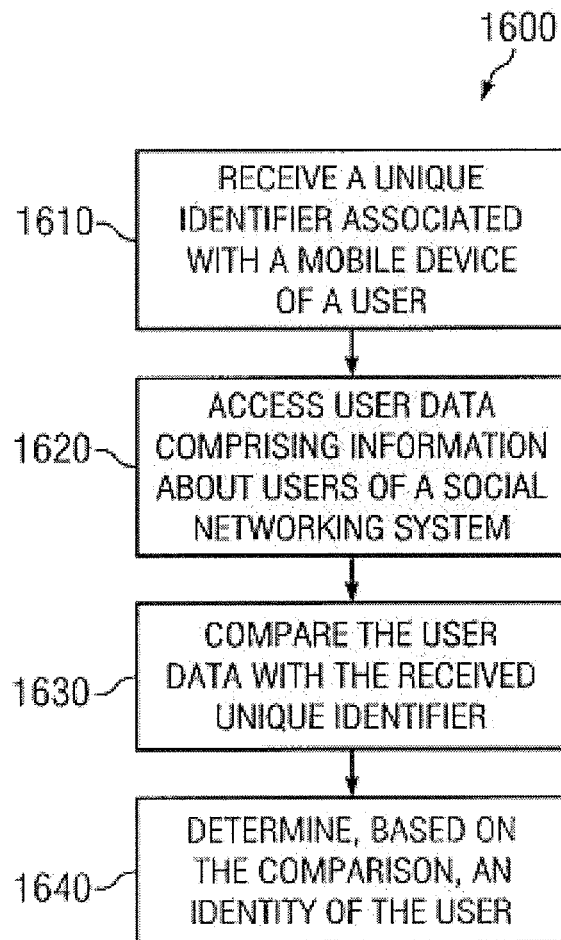 1600
1610
RECEIVE A UNIQUE
IDENTIFIER ASSOCIATED
WITH A MOBILE DEVICE
OF A USER
1620
ACCESS USER DATA
COMPRISING INFORMATION
ABOUT USERS OF A SOCIAL
NETWORKING SYSTEM
1630
COMPARE THE USER
DATA WITH THE RECEIVED
UNIQUE IDENTIFIER
1640
DETERMINE, BASED ON
THE COMPARISON, AN
IDENTITY OF THE USER